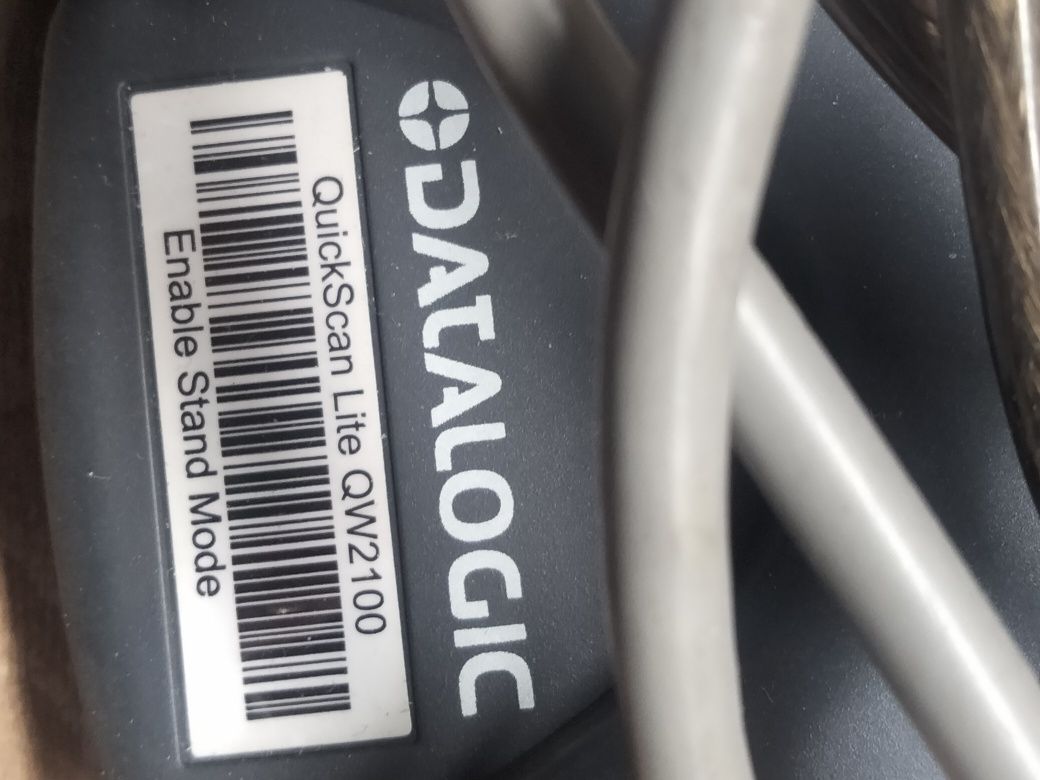 DATALOGIC
QuickScan Lite QW2100
Enable Stand Mode